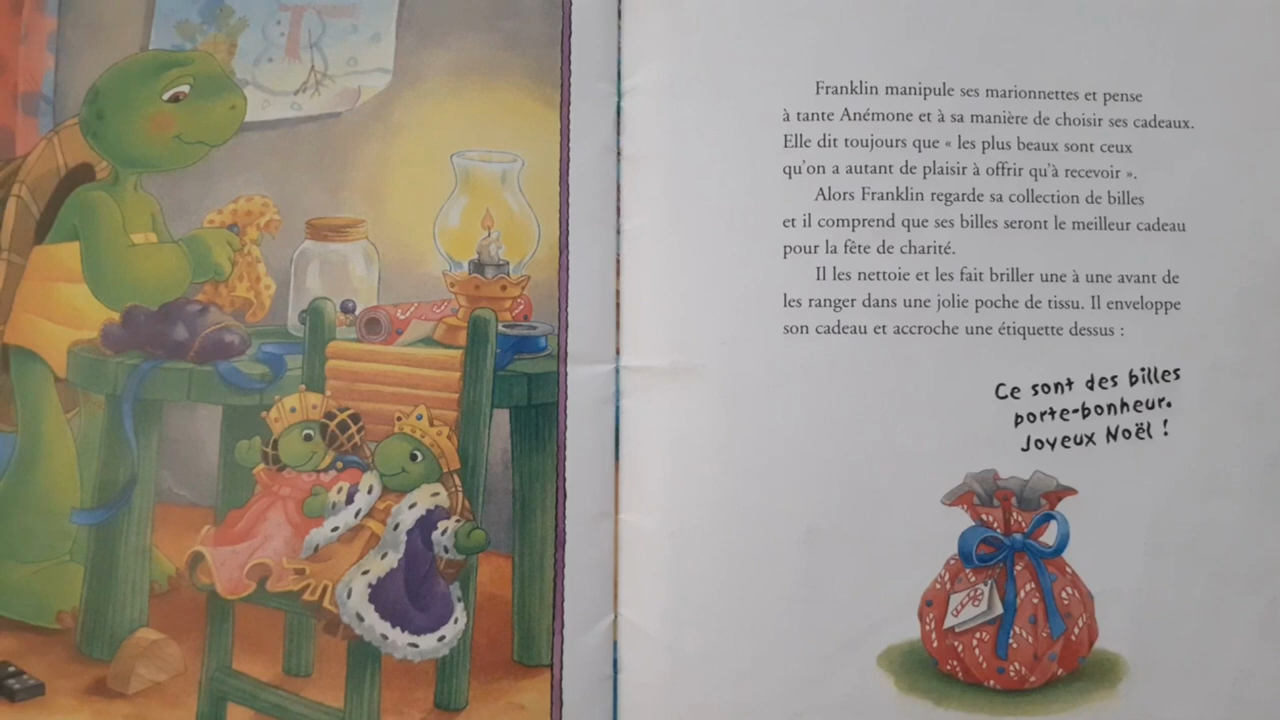 Franklin manipule ses marionnettes et pense
à tante Anémone et à sa manière de choisir ses cadeaux.
Elle dit toujours que « les plus beaux sont ceux
qu'on a autant de plaisir à offrir qu'à recevoir ».
Alors Franklin regarde sa collection de billes
et il comprend que ses billes seront le meilleur cadeau
pour la fête de charité.
Il les nettoie et les fait briller une à une avant de
les ranger dans une jolie poche de tissu. Il enveloppe
son cadeau et accroche une étiquette dessus :
Ce sont des billes
porte-bonheur.
Joyeux Noël !